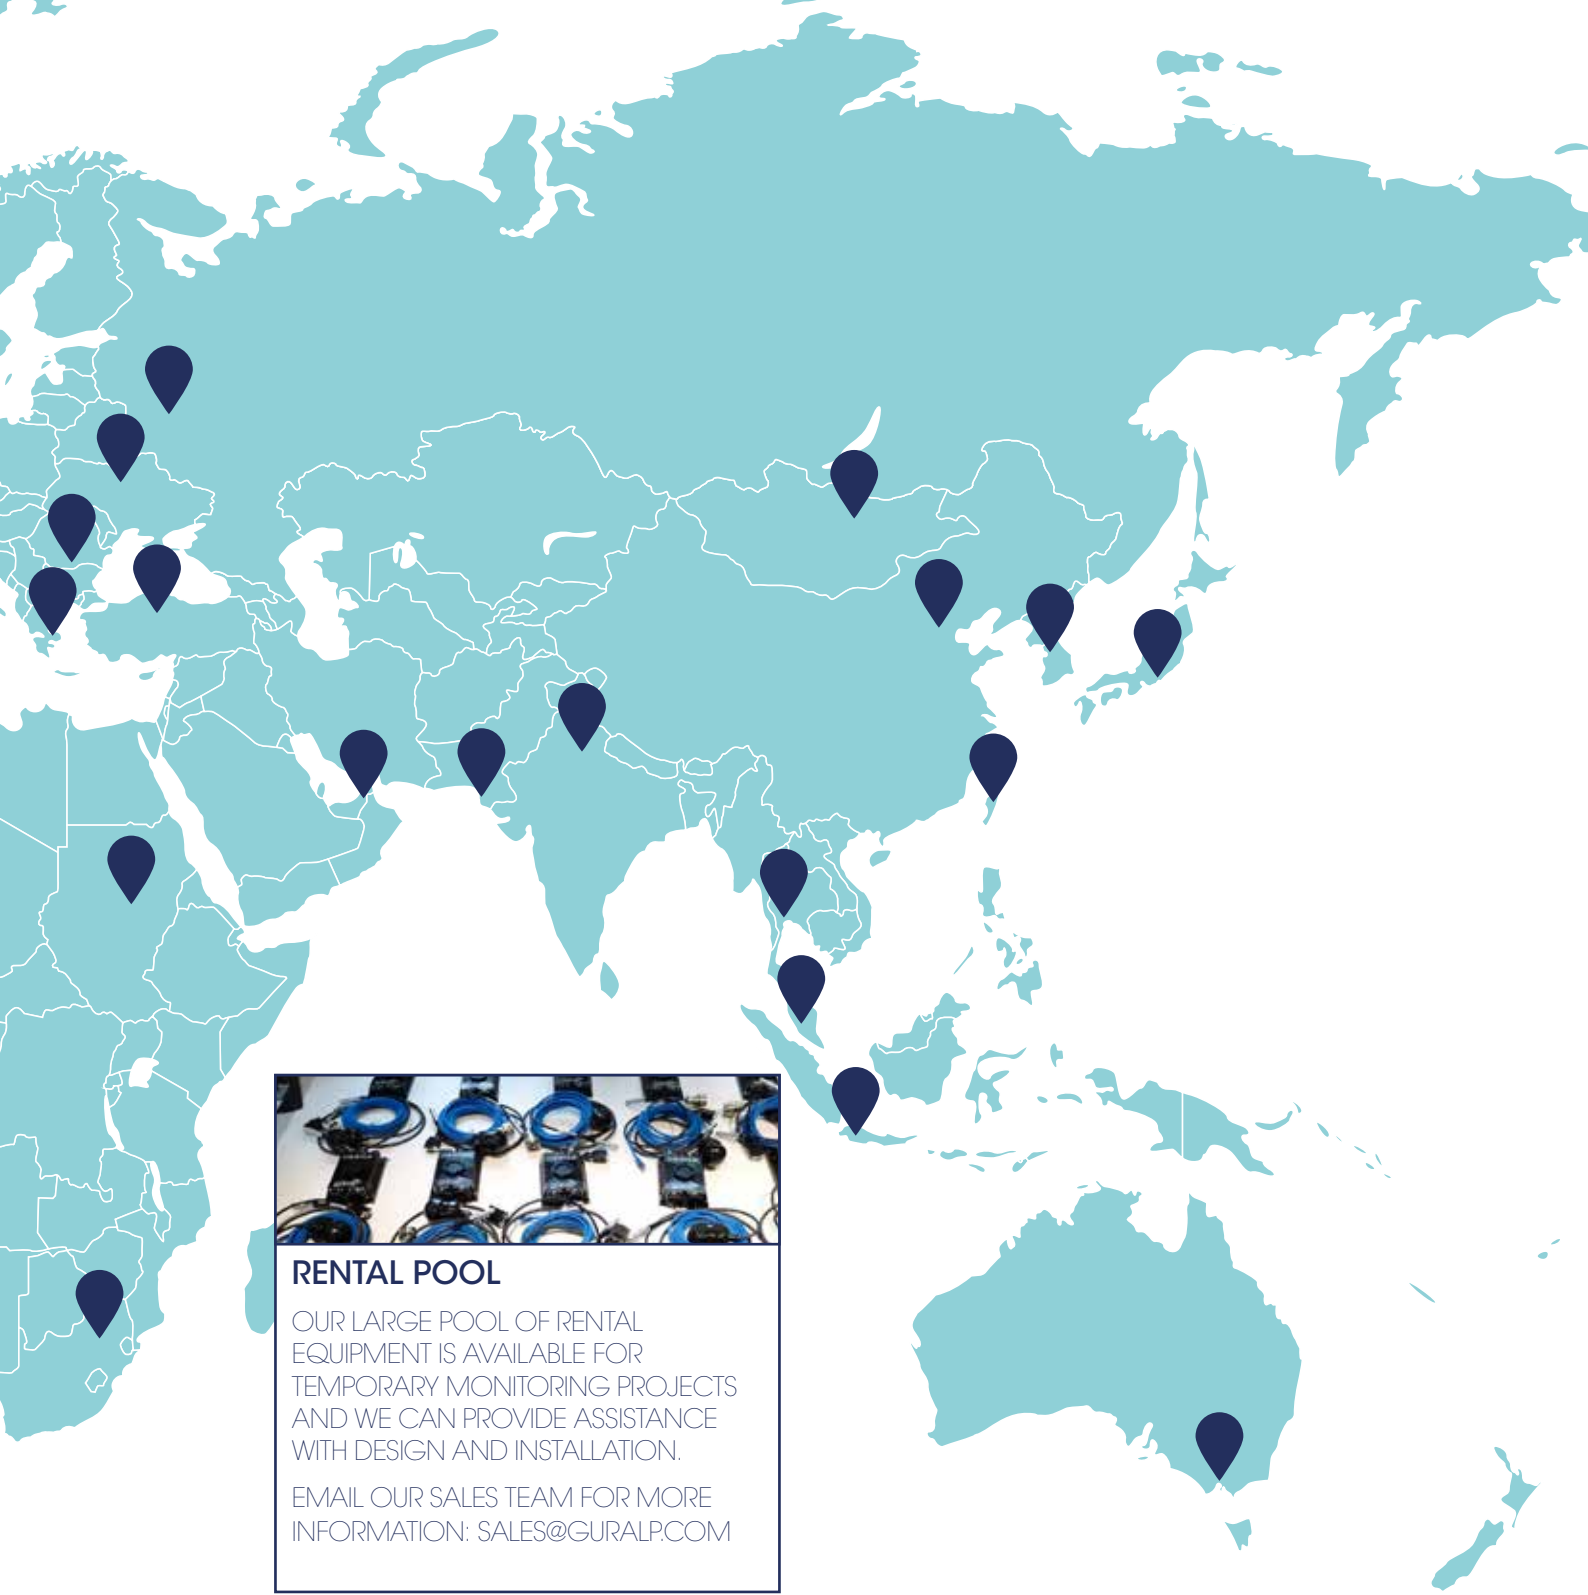 RENTAL POOL
OUR LARGE POOL OF RENTAL
EQUIPMENT IS AVAILABLE FOR
TEMPORARY MONITORING PROJECTS
AND WE CAN PROVIDE ASSISTANCE
WITH DESIGN AND INSTALLATION.
EMAIL OUR SALES TEAM FOR MORE
INFORMATION: SALES@GURALP.COM